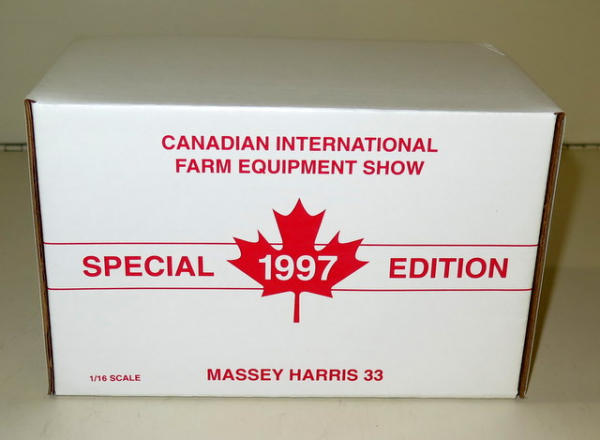 CANADIAN INTERNATIONAL
FARM EQUIPMENT SHOW
SPECIAL 1997 EDITION
1/16 SCALE MASSEY HARRIS 33